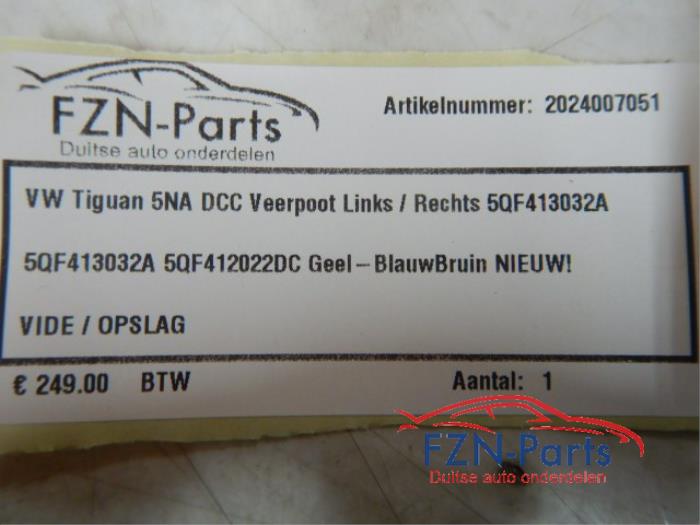 FZN-Parts
Duitse auto onderdelen
Artikelnummer: 2024007051
VW Tiguan 5NA DCC Veerpoot Links / Rechts 5QF413032A
5QF413032A 5QF412022DC Geel-BlauwBruin NIEUW!
VIDE / OPSLAG
€ 249.00 BTW Aantal: 1
FZN-Parts
Duitse auto onderdelen